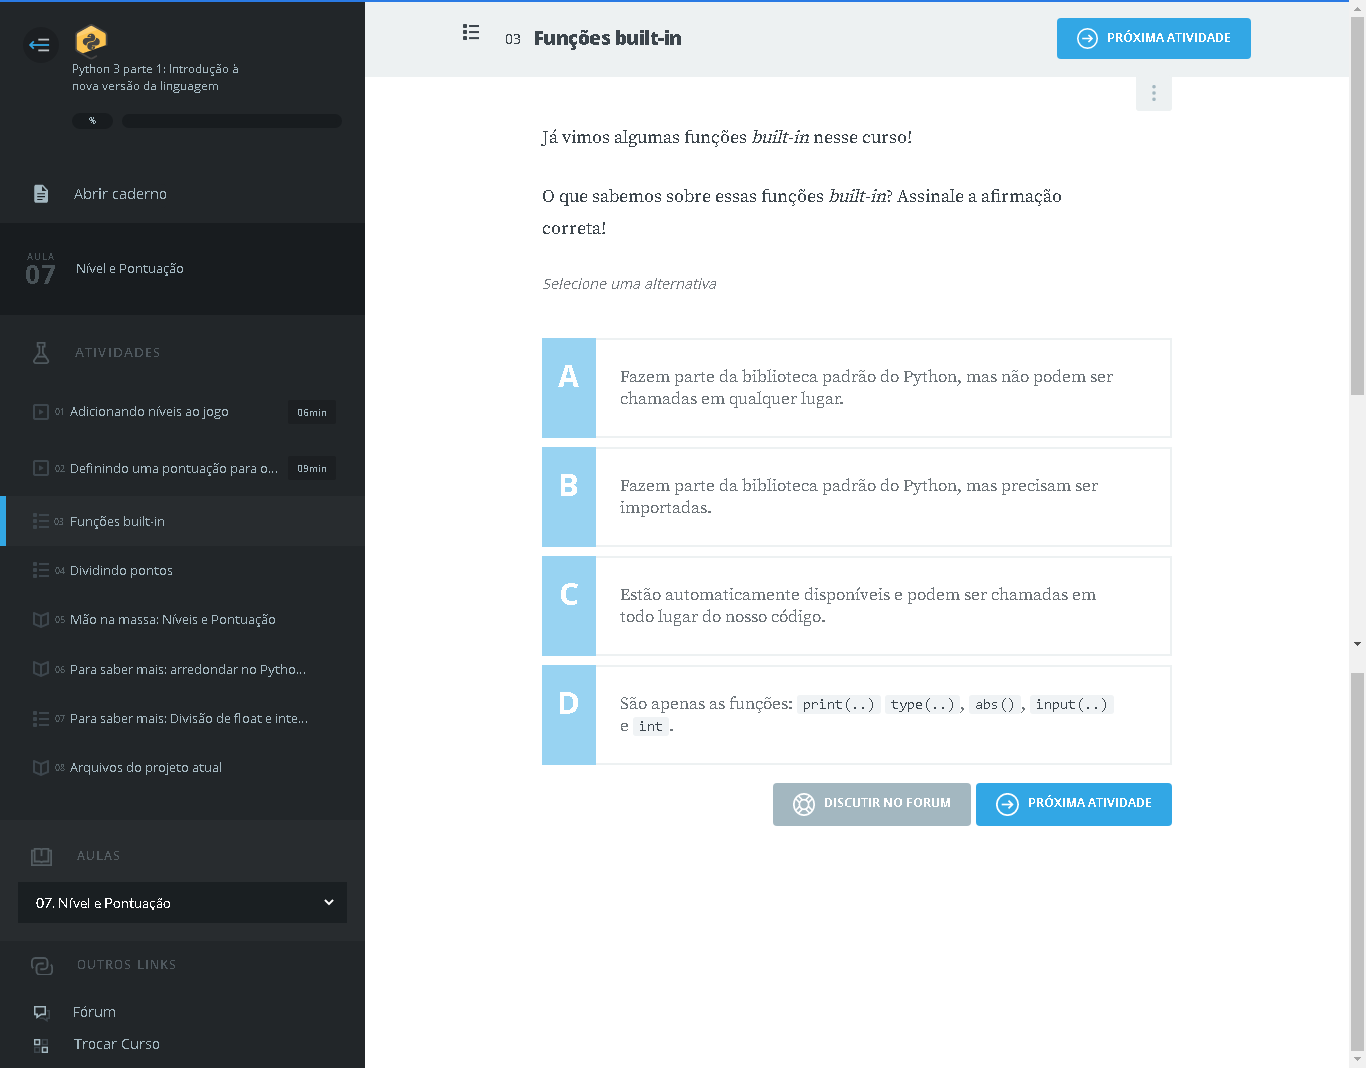 Python 3 parte 1: Introdução à
nova versão da linguagem
%
Abrir caderno
AULA
07
Nível e Pontuação
ATIVIDADES
01 Adicionando níveis ao jogo 06min
02 Definindo uma pontuação para o... 09min
03 Funções built-in
04 Dividindo pontos
05 Mão na massa: Níveis e Pontuação
06 Para saber mais: arredondar no Pytho...
07 Para saber mais: Divisão de float e inte...
08 Arquivos do projeto atual
AULAS
07. Nível e Pontuação
OUTROS LINKS
Fórum
Trocar Curso
03 Funções built-in
PRÓXIMA ATIVIDADE
Já vimos algumas funções built-in nesse curso!
O que sabemos sobre essas funções built-in? Assinale a afirmação
correta!
Selecione uma alternativa
A
Fazem parte da biblioteca padrão do Python, mas não podem ser
chamadas em qualquer lugar.
B
Fazem parte da biblioteca padrão do Python, mas precisam ser
importadas.
C
Estão automaticamente disponíveis e podem ser chamadas em
todo lugar do nosso código.
D
São apenas as funções: print(..) type(..), abs(), input(..)
e int.
DISCUTIR NO FORUM
PRÓXIMA ATIVIDADE